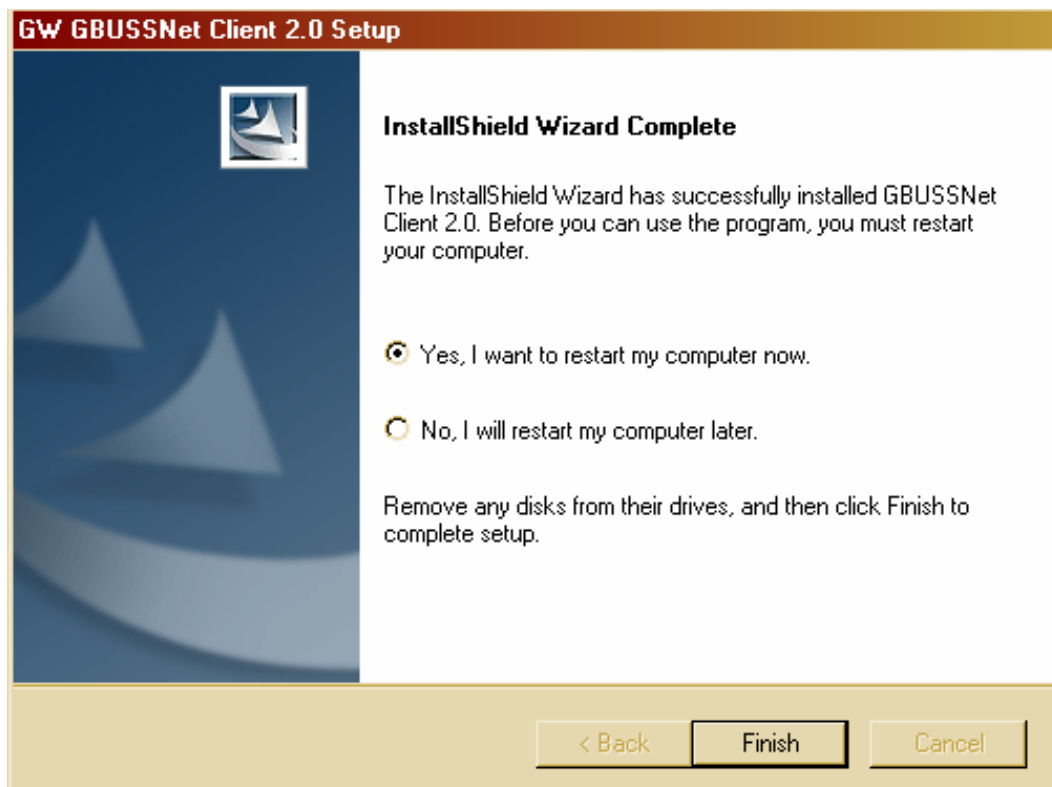 GW GBUSSNet Client 2.0 Setup
InstallShield Wizard Complete
The InstallShield Wizard has successfully installed GBUSSNet
Client 2.0. Before you can use the program, you must restart
your computer.
Yes, I want to restart my computer now.
No, I will restart my computer later.
Remove any disks from their drives, and then click Finish to
complete setup.
< Back
Finish
Cancel